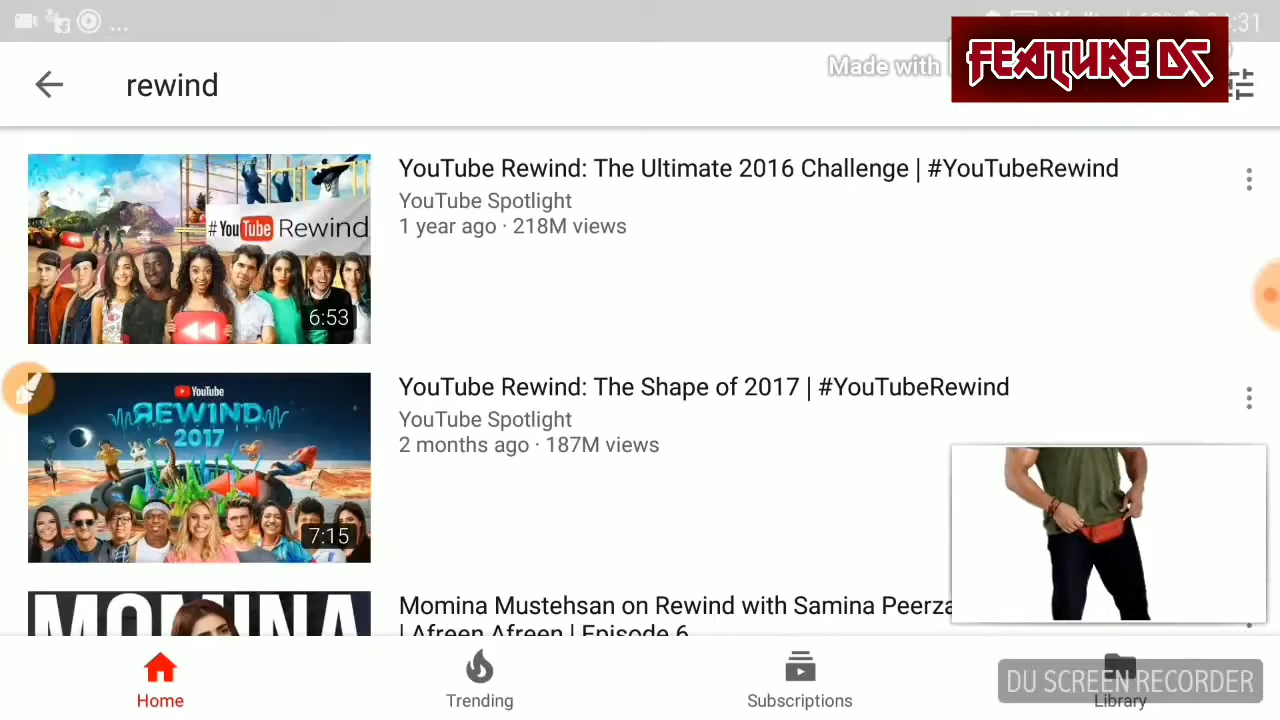 :31
Made with
FEATURE DS
rewind
YouTube Rewind: The Ultimate 2016 Challenge | #YouTubeRewind
YouTube Spotlight
1 year ago · 218M views
#YouTube Rewind
6:53
YouTube Rewind: The Shape of 2017 | #YouTubeRewind
YouTube Spotlight
2 months ago · 187M views
YouTube
REWIND
2017
7:15
MOMINA
Momina Mustehsan on Rewind with Samina Peerza
| Afreen Afreen | Episode 6
Home
Trending
Subscriptions
Library
DU SCREEN RECORDER